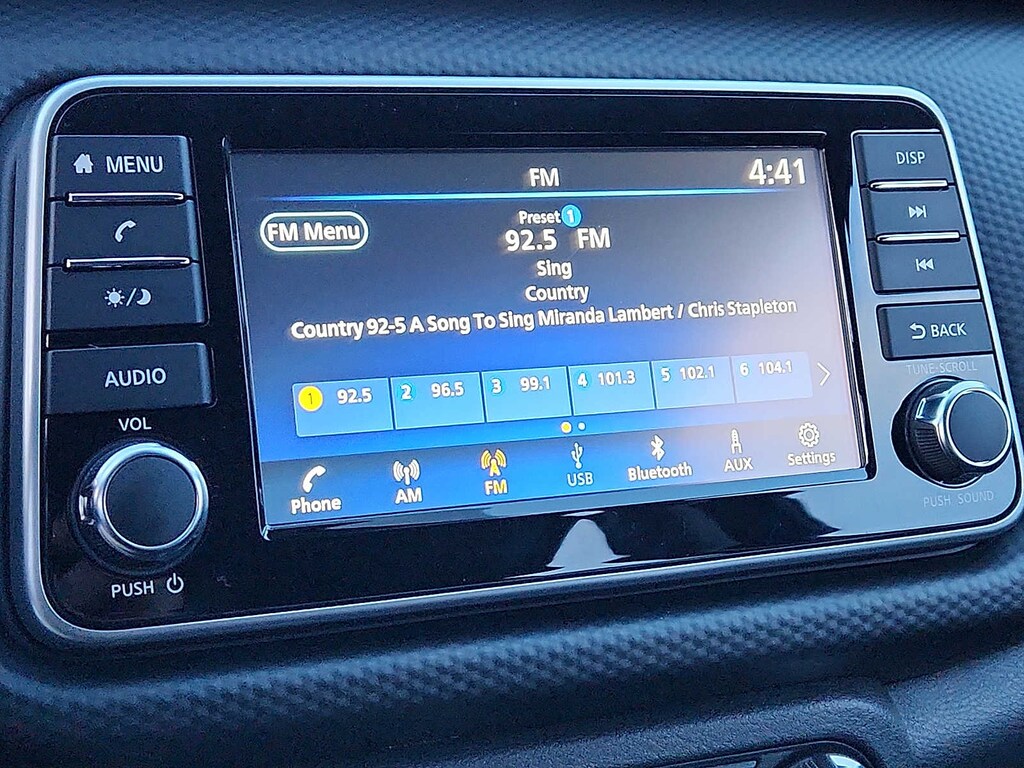 MENU
AUDIO
VOL
PUSH
FM
4:41
FM Menu
Preset 1
92.5 FM
Sing
Country
Country 92-5 A Song To Sing Miranda Lambert / Chris Stapleton
1 92.5 2 96.5 3 99.1 4 101.3 5 102.1 6 104.1
Phone AM FM USB Bluetooth AUX Settings
DISP
BACK
TUNE·SCROLL
PUSH SOUND